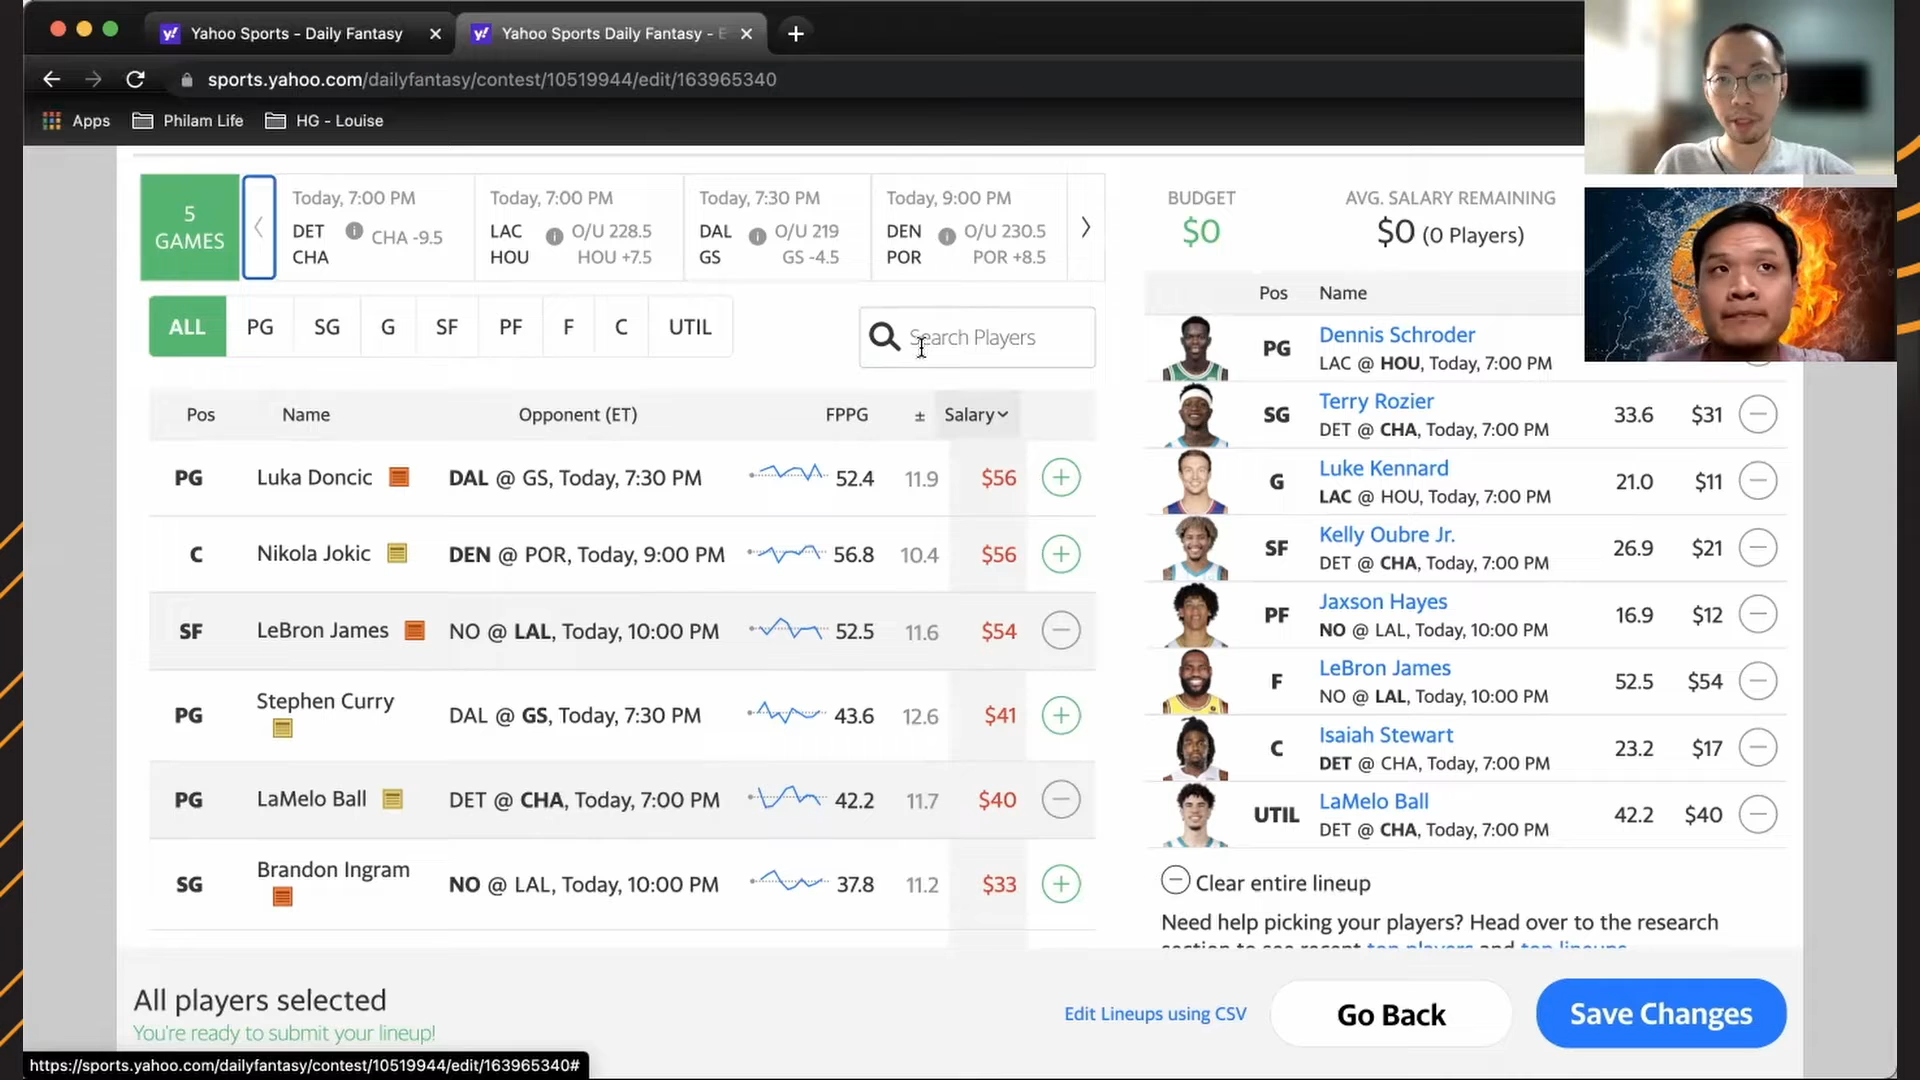 Yahoo Sports - Daily Fantasy
Yahoo Sports Daily Fantasy - E
sports.yahoo.com/dailyfantasy/contest/10519944/edit/163965340
Apps
Philam Life
HG - Louise
5 GAMES
Today, 7:00 PM
DET
CHA -9.5
CHA
Today, 7:00 PM
LAC O/U 228.5
HOU HOU +7.5
Today, 7:30 PM
DAL O/U 219
GS GS -4.5
Today, 9:00 PM
DEN O/U 230.5
POR POR +8.5
BUDGET
$0
AVG. SALARY REMAINING
$0 (0 Players)
ALL PG SG G SF PF F C UTIL
Search Players
Pos Name Opponent (ET) FPPG ± Salary
PG Luka Doncic DAL @ GS, Today, 7:30 PM 52.4 11.9 $56
C Nikola Jokic DEN @ POR, Today, 9:00 PM 56.8 10.4 $56
SF LeBron James NO @ LAL, Today, 10:00 PM 52.5 11.6 $54
PG Stephen Curry DAL @ GS, Today, 7:30 PM 43.6 12.6 $41
PG LaMelo Ball DET @ CHA, Today, 7:00 PM 42.2 11.7 $40
SG Brandon Ingram NO @ LAL, Today, 10:00 PM 37.8 11.2 $33
Pos Name
PG Dennis Schroder
LAC @ HOU, Today, 7:00 PM
SG Terry Rozier 33.6 $31
DET @ CHA, Today, 7:00 PM
G Luke Kennard 21.0 $11
LAC @ HOU, Today, 7:00 PM
SF Kelly Oubre Jr. 26.9 $21
DET @ CHA, Today, 7:00 PM
PF Jaxson Hayes 16.9 $12
NO @ LAL, Today, 10:00 PM
F LeBron James 52.5 $54
NO @ LAL, Today, 10:00 PM
C Isaiah Stewart 23.2 $17
DET @ CHA, Today, 7:00 PM
UTIL LaMelo Ball 42.2 $40
DET @ CHA, Today, 7:00 PM
Clear entire lineup
Need help picking your players? Head over to the research
section to see recent top players and top lineups
All players selected
You're ready to submit your lineup!
Edit Lineups using CSV
Go Back
Save Changes
https://sports.yahoo.com/dailyfantasy/contest/10519944/edit/163965340#